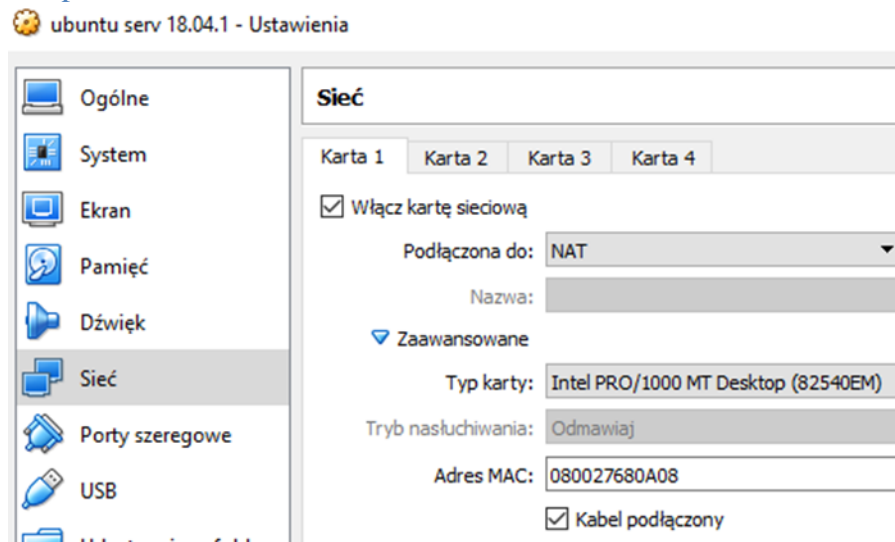 ubuntu serv 18.04.1 - Ustawienia
Ogólne
System
Ekran
Pamięć
Dźwięk
Sieć
Porty szeregowe
USB
Sieć
Karta 1 Karta 2 Karta 3 Karta 4
Włącz kartę sieciową
Podłączona do: NAT
Nazwa:
Zaawansowane
Typ karty: Intel PRO/1000 MT Desktop (82540EM)
Tryb nasłuchiwania: Odmawiaj
Adres MAC: 080027680A08
Kabel podłączony